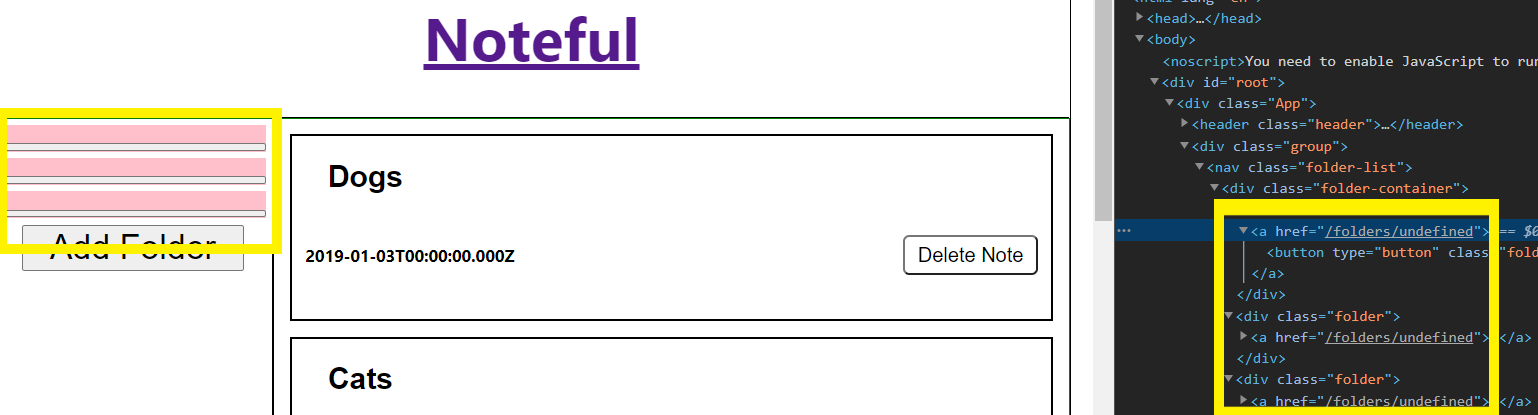 Noteful
Dogs
2019-01-03T00:00:00.000Z
Delete Note
Add Folder
Cats
<head>…</head>
<body>
<noscript>You need to enable JavaScript to run
<div id="root">
<div class="App">
<header class="header">…</header>
<div class="group">
<nav class="folder-list">
<div class="folder-container">
… <a href="/folders/undefined"> == $0
<button type="button" class="fold
</a>
</div>
<div class="folder">
<a href="/folders/undefined"> </a>
</div>
<div class="folder">
<a href="/folders/undefined"> </a>